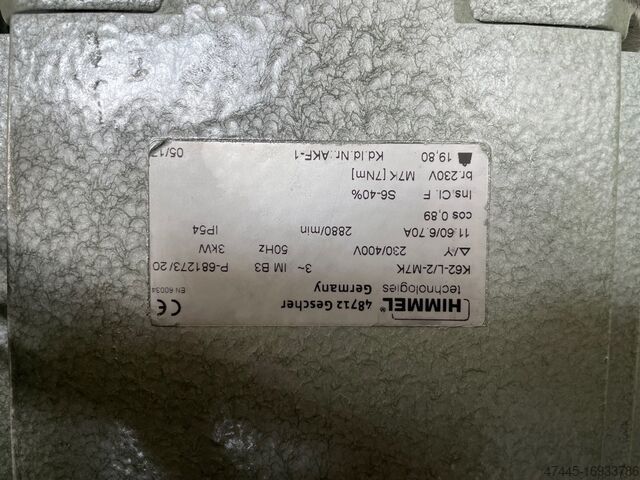 HIMMEL® 48712 Gescher
technologies Germany
CE
EN 60034
K62-L/2-M7K 3~ IM B3 P-681273/20
△/Y 230/400V 50Hz 3kW
11.60/6.70A 2880/min IP54
cos 0,89
Ins.Cl. F S6-40%
br.230V M7K [7Nm]
19,80 Kd.Id.Nr.:AKF-1 05/17
47445-16933786